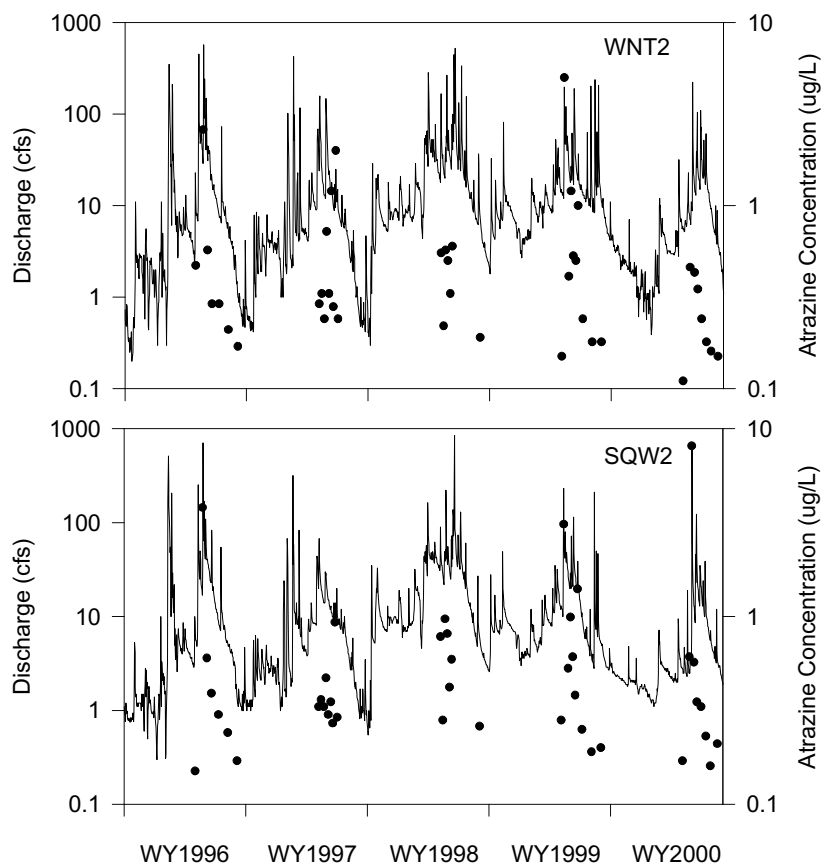 1000
100
10
1
0.1
Discharge (cfs)
WNT2
10
1
0.1
Atrazine Concentration (ug/L)
1000
100
10
1
0.1
Discharge (cfs)
SQW2
10
1
0.1
Atrazine Concentration (ug/L)
WY1996 WY1997 WY1998 WY1999 WY2000